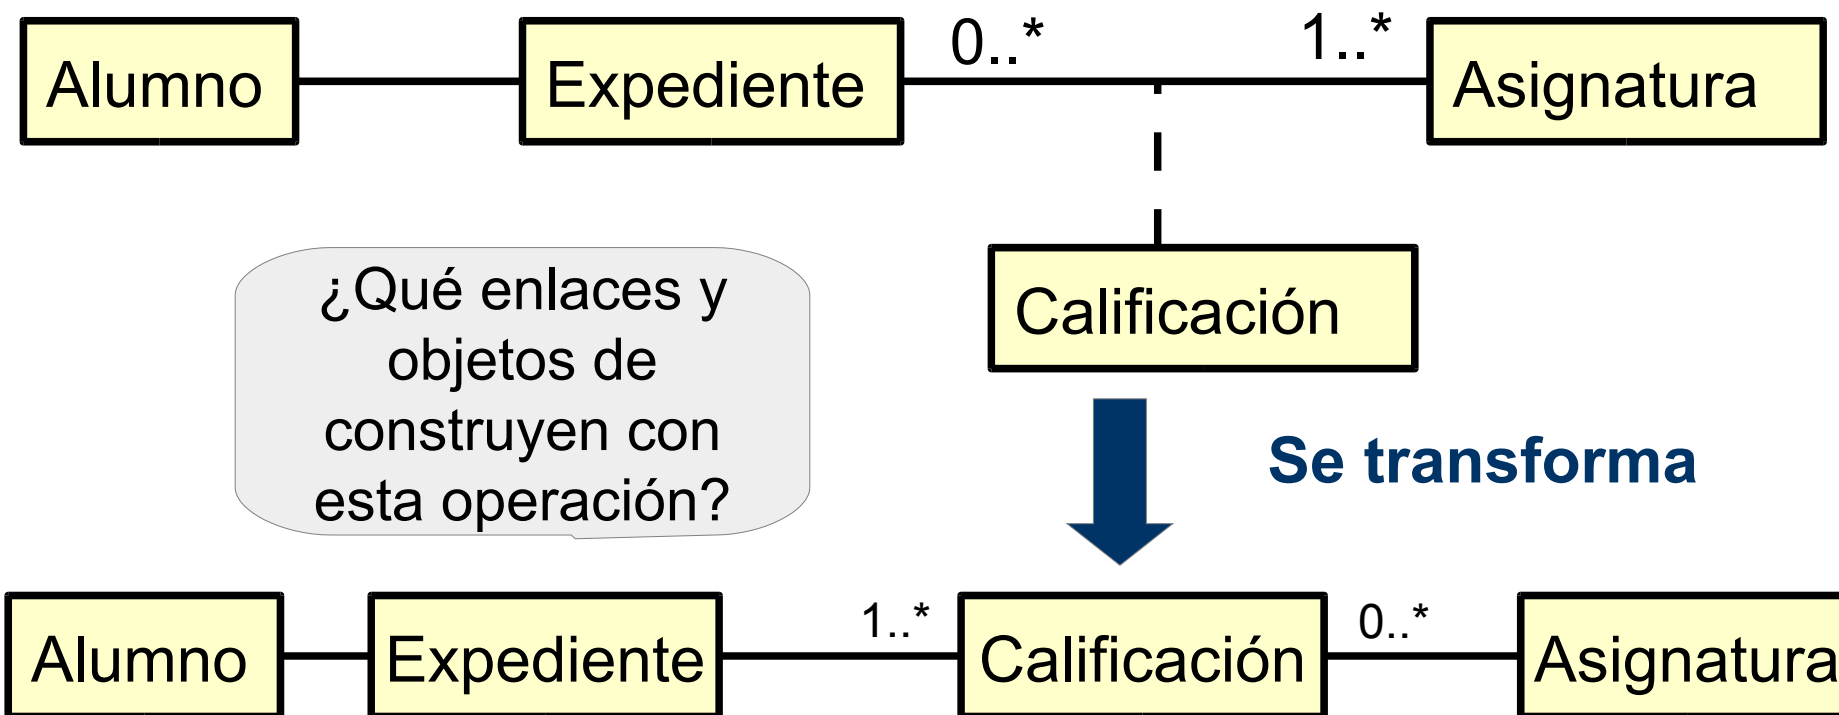 Alumno
Expediente
0..*
1..*
Asignatura
Calificación
¿Qué enlaces y
objetos de
construyen con
esta operación?
Se transforma
Alumno
Expediente
1..*
Calificación
0..*
Asignatura